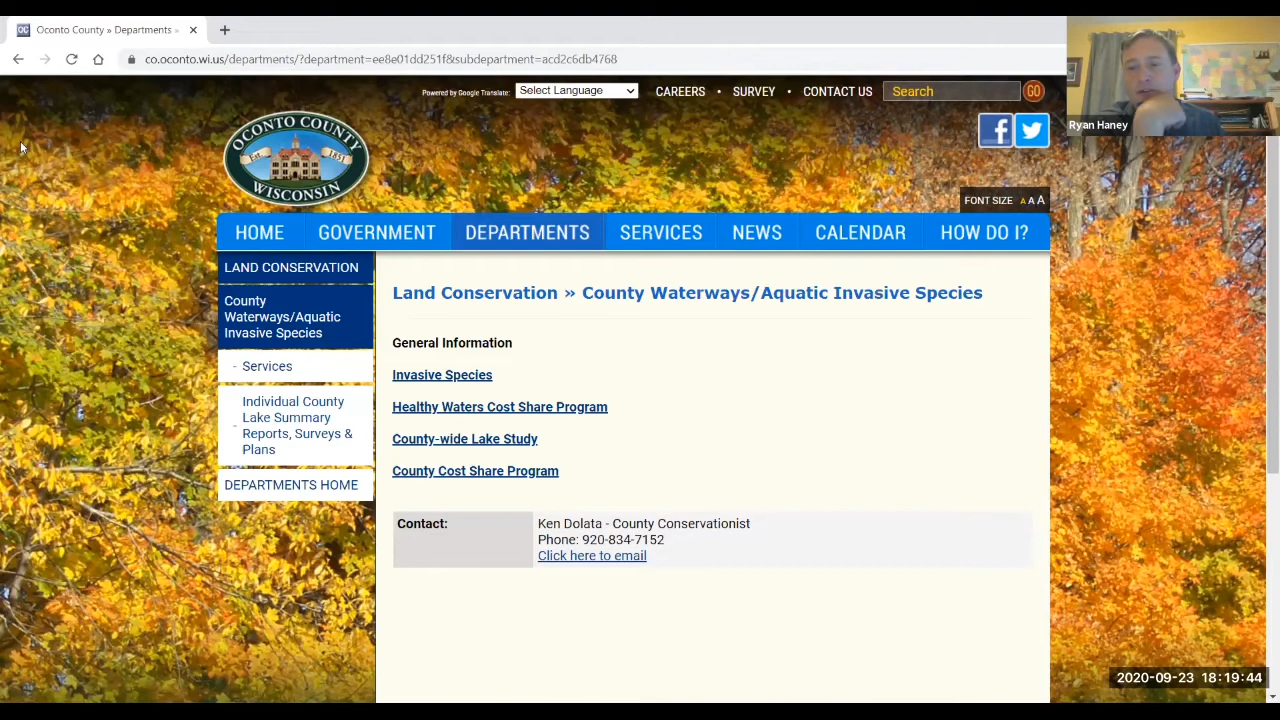 OC Oconto County » Departments »
co.oconto.wi.us/departments/?department=ee8e01dd251f&subdepartment=acd2c6db4768
Ryan Haney
Powered by Google Translate: Select Language CAREERS • SURVEY • CONTACT US Search GO
OCONTO COUNTY
Est. 1851
WISCONSIN
FONT SIZE A A A
HOME GOVERNMENT DEPARTMENTS SERVICES NEWS CALENDAR HOW DO I?
LAND CONSERVATION
County
Waterways/Aquatic
Invasive Species
- Services
- Individual County
Lake Summary
Reports, Surveys &
Plans
DEPARTMENTS HOME
Land Conservation » County Waterways/Aquatic Invasive Species
General Information
Invasive Species
Healthy Waters Cost Share Program
County-wide Lake Study
County Cost Share Program
Contact: Ken Dolata - County Conservationist
Phone: 920-834-7152
Click here to email
2020-09-23 18:19:44